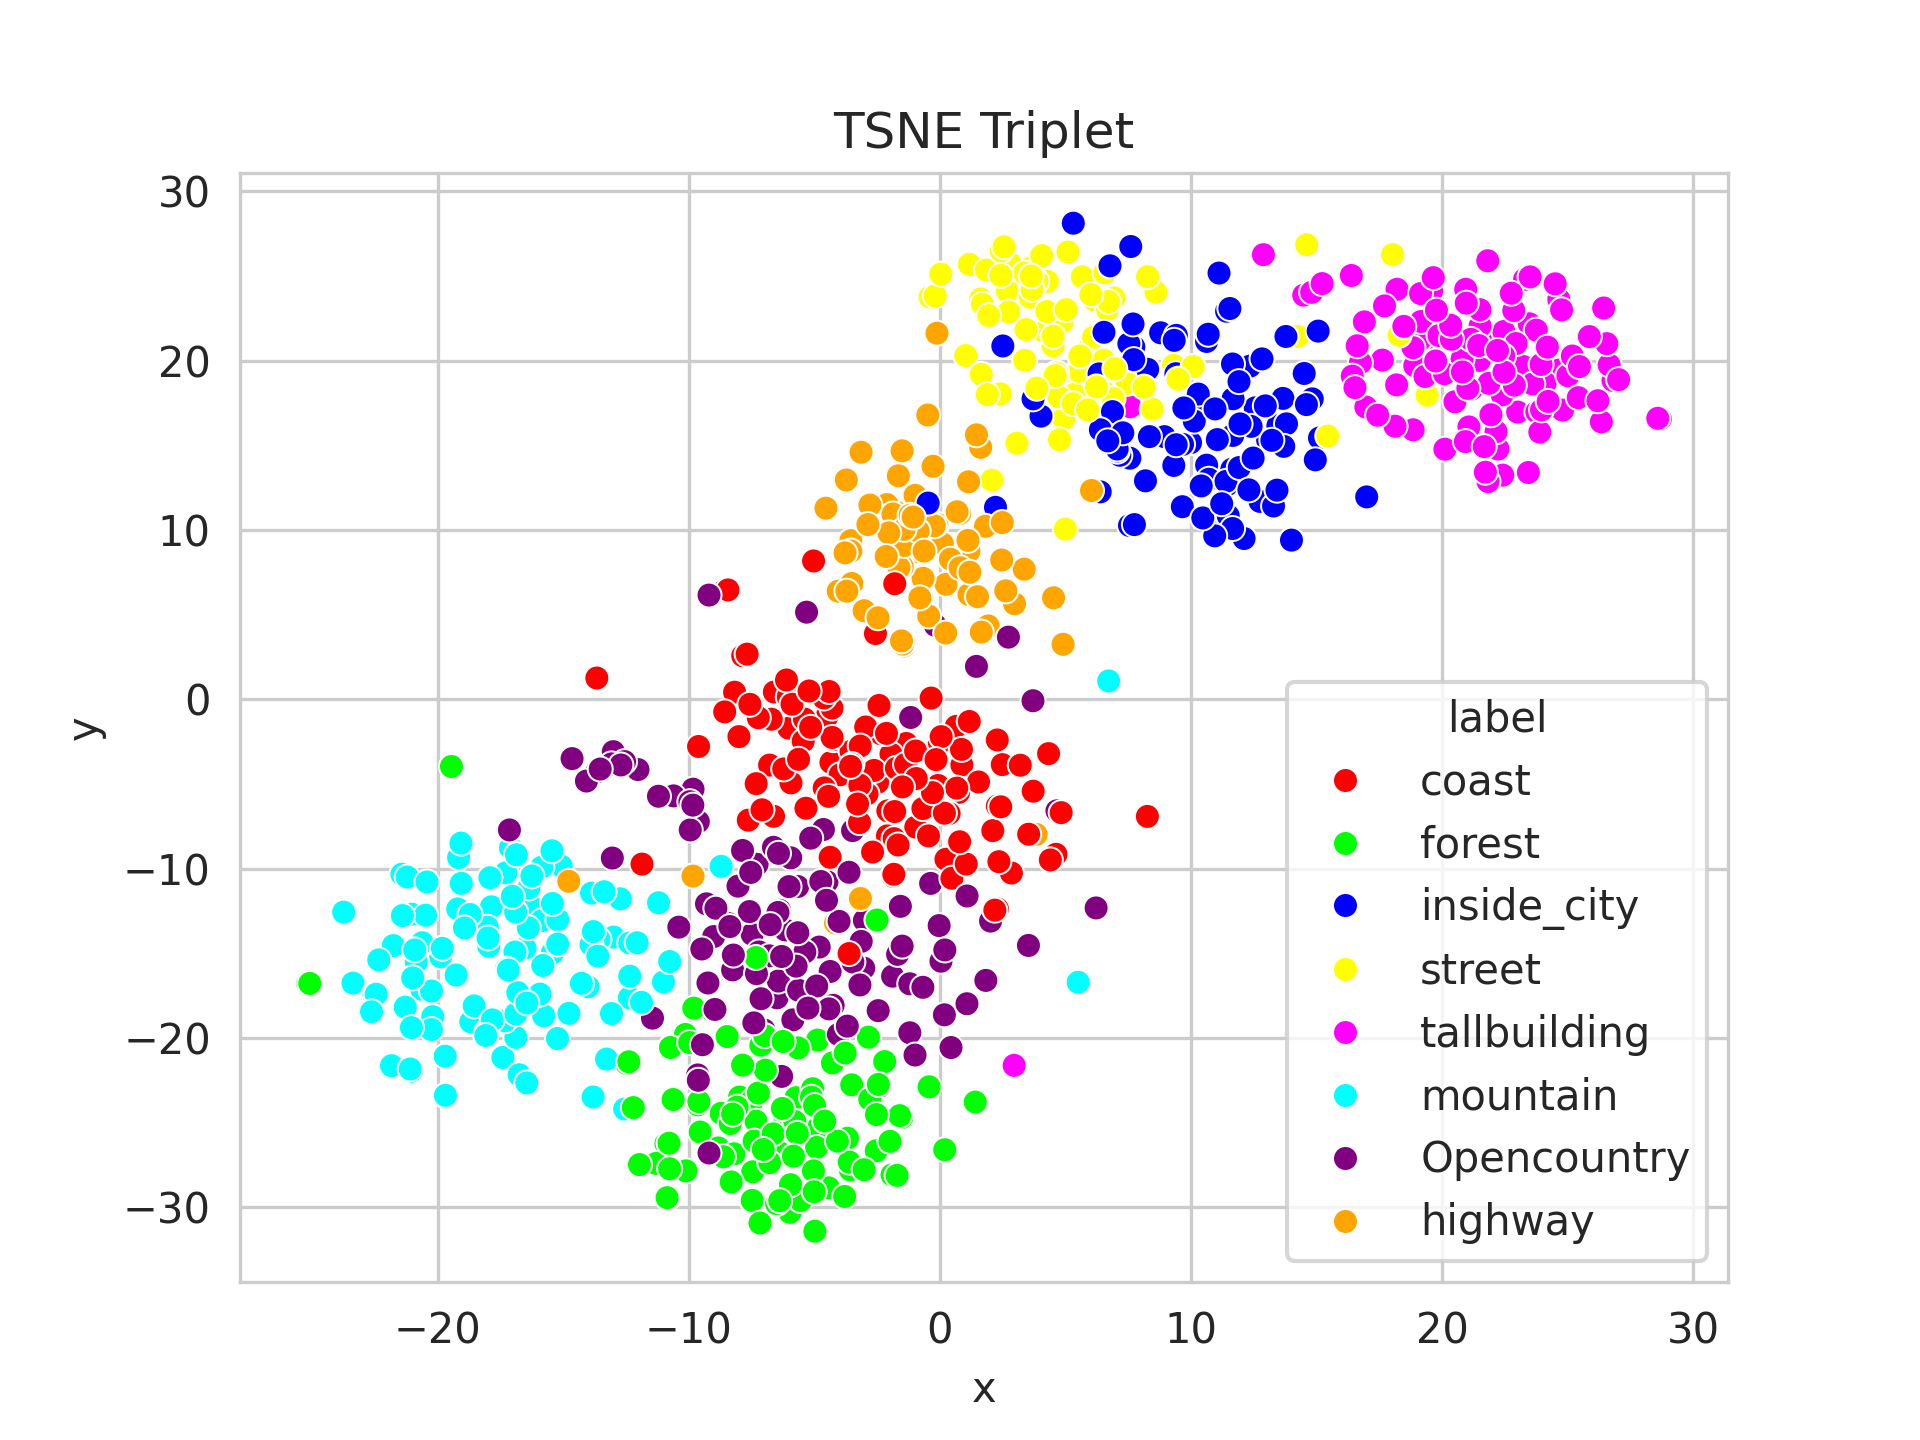 TSNE Triplet
30
20
10
0
−10
−20
−30
y
−20
−10
0
10
20
30
x
label
coast
forest
inside_city
street
tallbuilding
mountain
Opencountry
highway